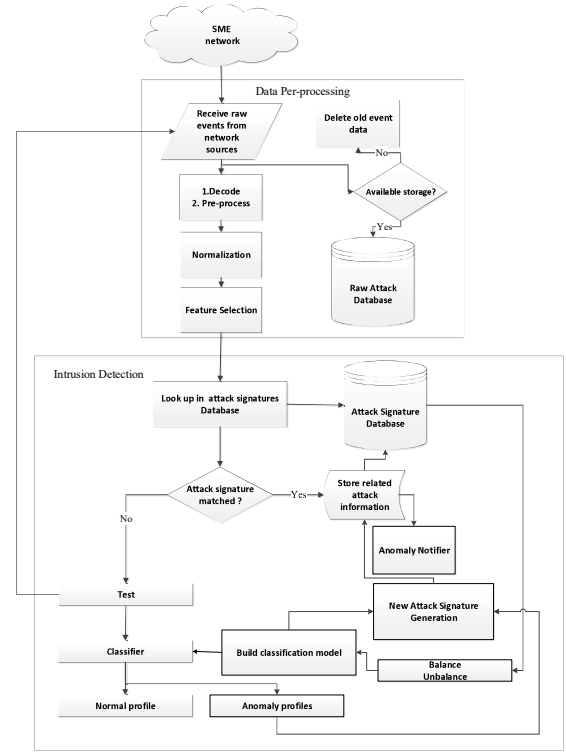 SME
network
Data Per-processing
Receive raw
events from
network
sources
Delete old event
data
No
1.Decode
2. Pre-process
Available storage?
Yes
Normalization
Raw Attack
Database
Feature Selection
Intrusion Detection
Look up in attack signatures
Database
Attack Signature
Database
Attack signature
matched ?
Yes
Store related
attack
information
No
Anomaly Notifier
Test
New Attack Signature
Generation
Classifier
Build classification model
Balance
Unbalance
Normal profile
Anomaly profiles